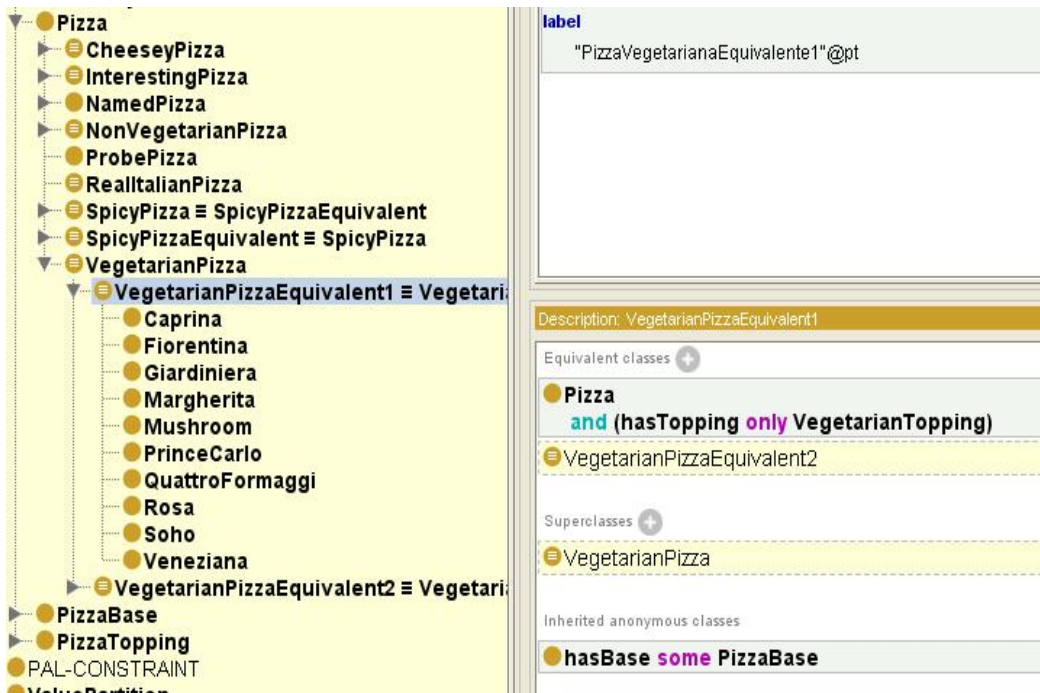 Pizza
CheeseyPizza
InterestingPizza
NamedPizza
NonVegetarianPizza
ProbePizza
RealItalianPizza
SpicyPizza ≡ SpicyPizzaEquivalent
SpicyPizzaEquivalent ≡ SpicyPizza
VegetarianPizza
VegetarianPizzaEquivalent1 ≡ Vegetari
Caprina
Fiorentina
Giardiniera
Margherita
Mushroom
PrinceCarlo
QuattroFormaggi
Rosa
Soho
Veneziana
VegetarianPizzaEquivalent2 ≡ Vegetari
PizzaBase
PizzaTopping
PAL-CONSTRAINT
ValuePartition
label
"PizzaVegetarianaEquivalente1"@pt
Description: VegetarianPizzaEquivalent1
Equivalent classes
Pizza
and (hasTopping only VegetarianTopping)
VegetarianPizzaEquivalent2
Superclasses
VegetarianPizza
Inherited anonymous classes
hasBase some PizzaBase